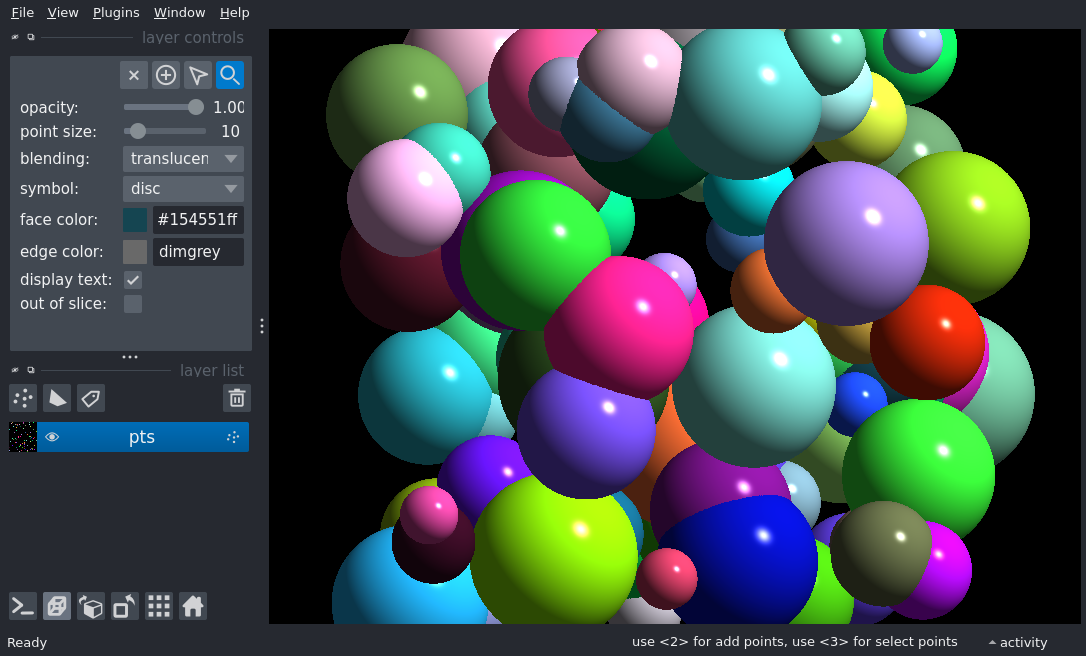 File View Plugins Window Help
layer controls
opacity: 1.00
point size: 10
blending: translucen
symbol: disc
face color: #154551ff
edge color: dimgrey
display text:
out of slice:
layer list
pts
Ready use <2> for add points, use <3> for select points activity